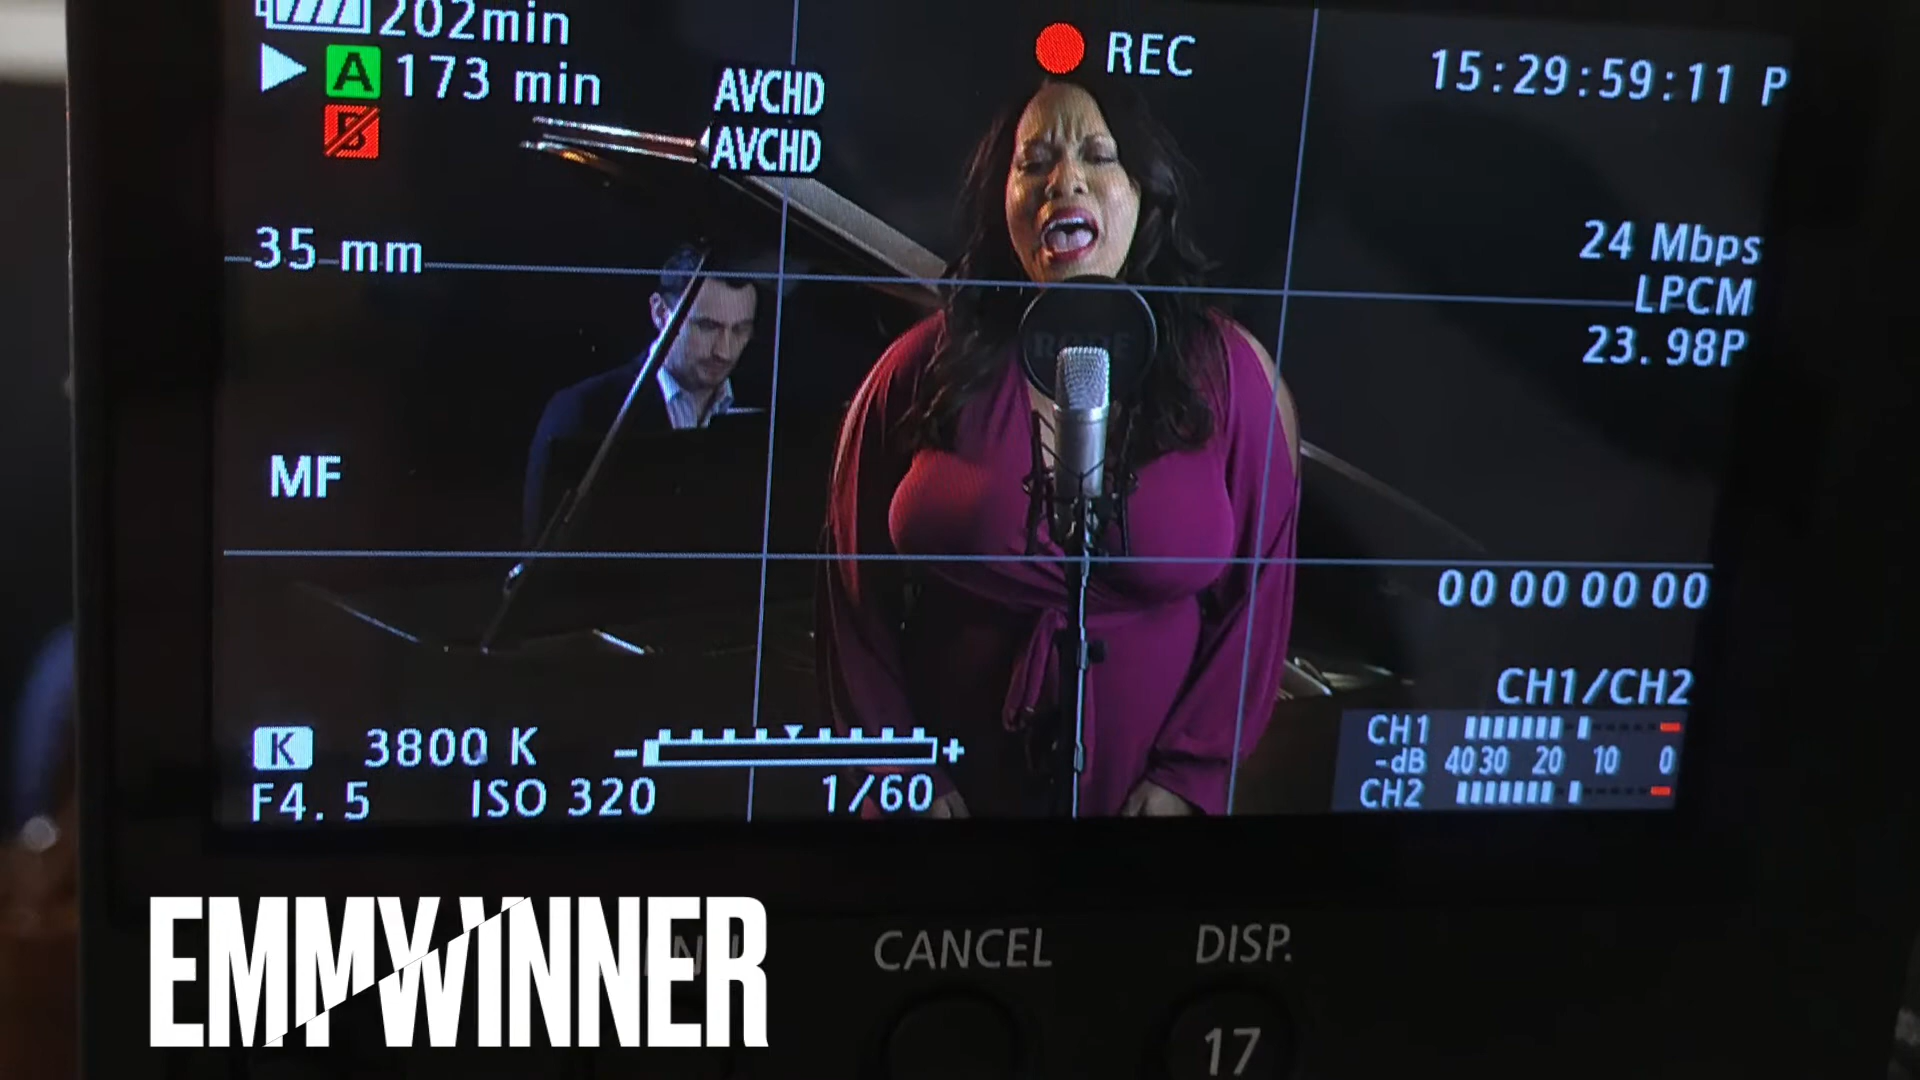 202min
REC
15:29:59:11 P
A 173 min
AVCHD
B
AVCHD
35 mm
24 Mbps
LPCM
23.98P
RODE
MF
00 00 00 00
CH1/CH2
CH1
K 3800 K - +
-dB 40 30 20 10 0
F4.5 ISO 320 1/60
CH2
EMMY WINNER
CANCEL
DISP.
17